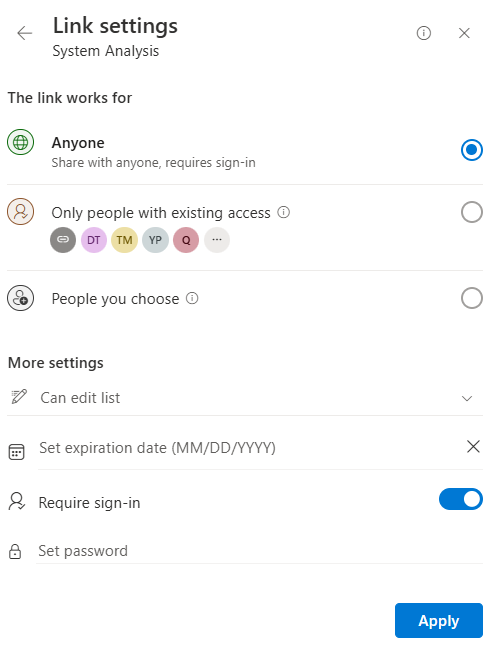 Link settings
System Analysis
The link works for
Anyone
Share with anyone, requires sign-in
Only people with existing access
DT TM YP Q ...
People you choose
More settings
Can edit list
Set expiration date (MM/DD/YYYY)
Require sign-in
Set password
Apply